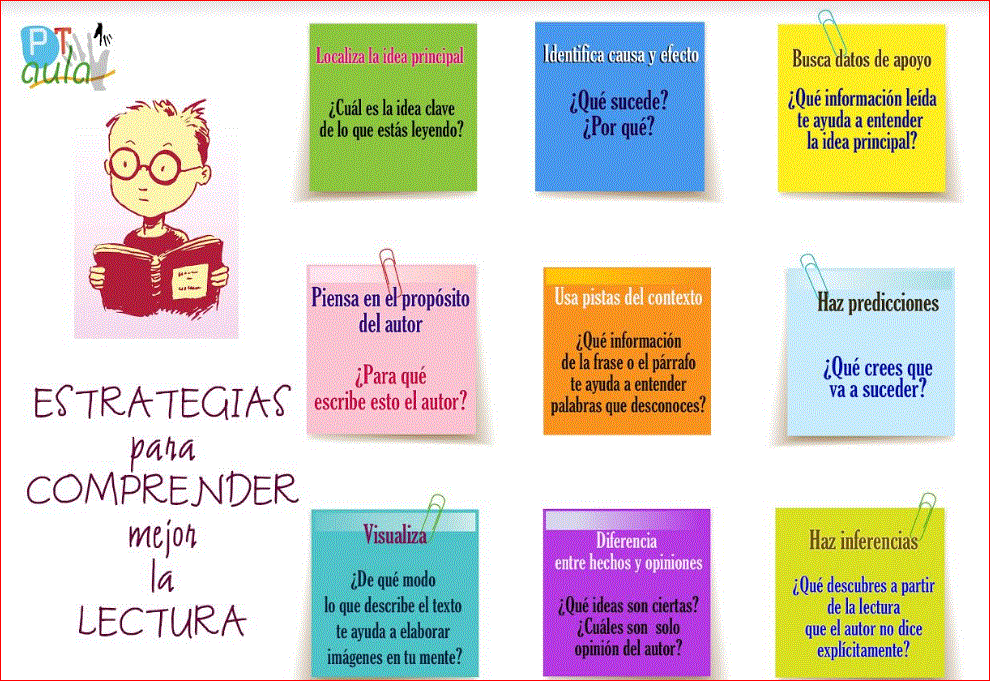 PT
aula
ESTRATEGIAS
para
COMPRENDER
mejor
la
LECTURA
Localiza la idea principal
¿Cuál es la idea clave
de lo que estás leyendo?
Identifica causa y efecto
¿Qué sucede?
¿Por qué?
Busca datos de apoyo
¿Qué información leída
te ayuda a entender
la idea principal?
Piensa en el propósito
del autor
¿Para qué
escribe esto el autor?
Usa pistas del contexto
¿Qué información
de la frase o el párrafo
te ayuda a entender
palabras que desconoces?
Haz predicciones
¿Qué crees que
va a suceder?
Visualiza
¿De qué modo
lo que describe el texto
te ayuda a elaborar
imágenes en tu mente?
Diferencia
entre hechos y opiniones
¿Qué ideas son ciertas?
¿Cuáles son solo
opinión del autor?
Haz inferencias
¿Qué descubres a partir
de la lectura
que el autor no dice
explícitamente?